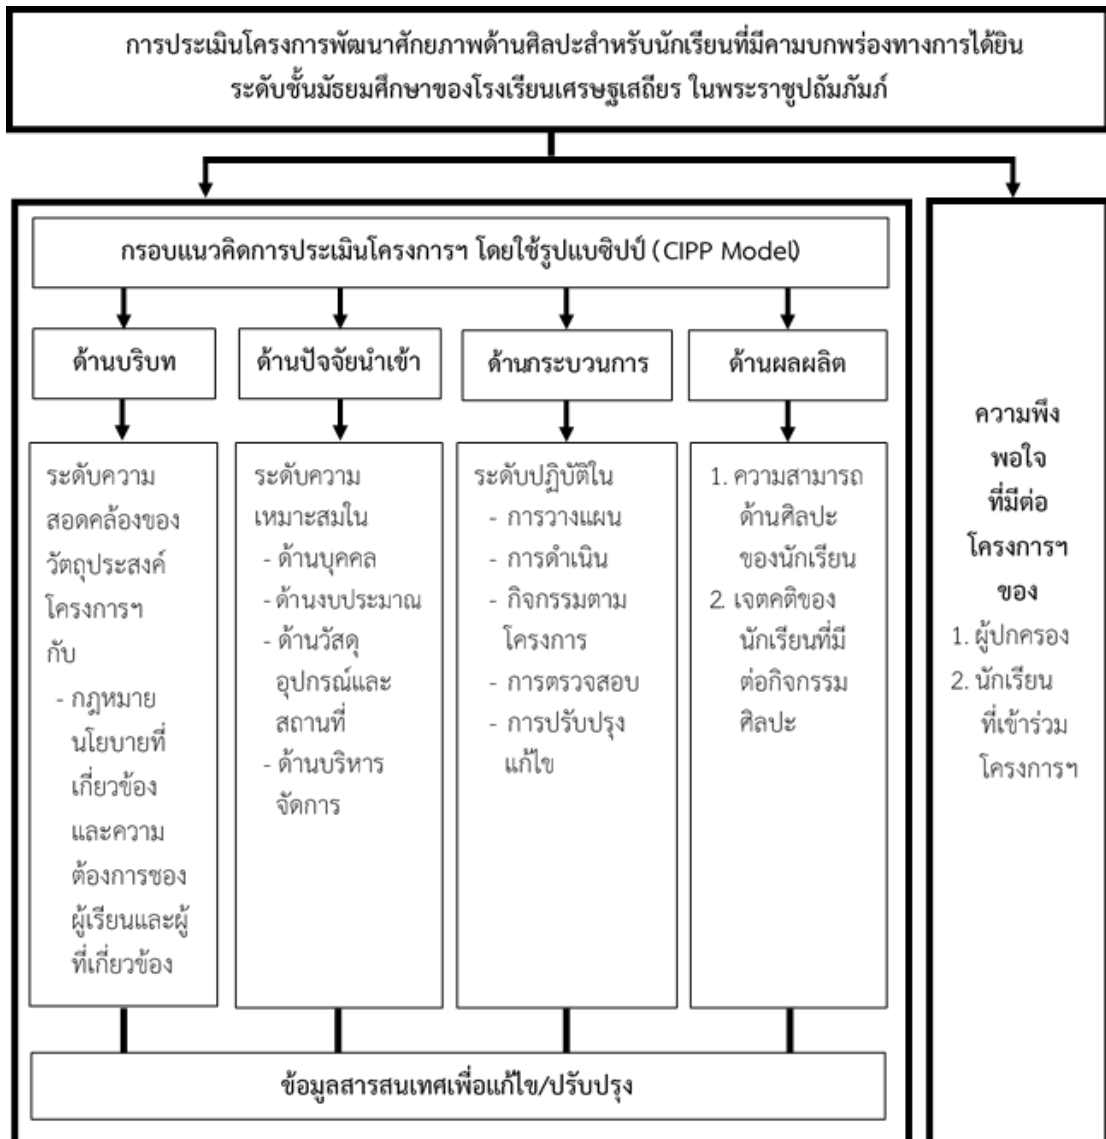 การประเมินโครงการพัฒนาศักยภาพด้านศิลปะสำหรับนักเรียนที่มีคามบกพร่องทางการได้ยิน
ระดับชั้นมัธยมศึกษาของโรงเรียนเศรษฐเสถียร ในพระราชูปถัมภัมภ์
กรอบแนวคิดการประเมินโครงการฯ โดยใช้รูปแบบซิปป์ (CIPP Model)
ด้านบริบท
ระดับความ
สอดคล้องของ
วัตถุประสงค์
โครงการฯ
กับ
- กฎหมาย
นโยบายที่
เกี่ยวข้อง
และความ
ต้องการชอง
ผู้เรียนและผู้
ที่เกี่ยวข้อง
ด้านปัจจัยนำเข้า
ระดับความ
เหมาะสมใน
- ด้านบุคคล
- ด้านงบประมาณ
- ด้านวัสดุ
อุปกรณ์และ
สถานที่
- ด้านบริหาร
จัดการ
ด้านกระบวนการ
ระดับปฏิบัติใน
- การวางแผน
- การดำเนิน
- กิจกรรมตาม
โครงการ
- การตรวจสอบ
- การปรับปรุง
แก้ไข
ด้านผลผลิต
1. ความสามารถ
ด้านศิลปะ
ของนักเรียน
2. เจตคติของ
นักเรียนที่มี
ต่อกิจกรรม
ศิลปะ
ข้อมูลสารสนเทศเพื่อแก้ไข/ปรับปรุง
ความพึง
พอใจ
ที่มีต่อ
โครงการฯ
ของ
1. ผู้ปกครอง
2. นักเรียน
ที่เข้าร่วม
โครงการฯ